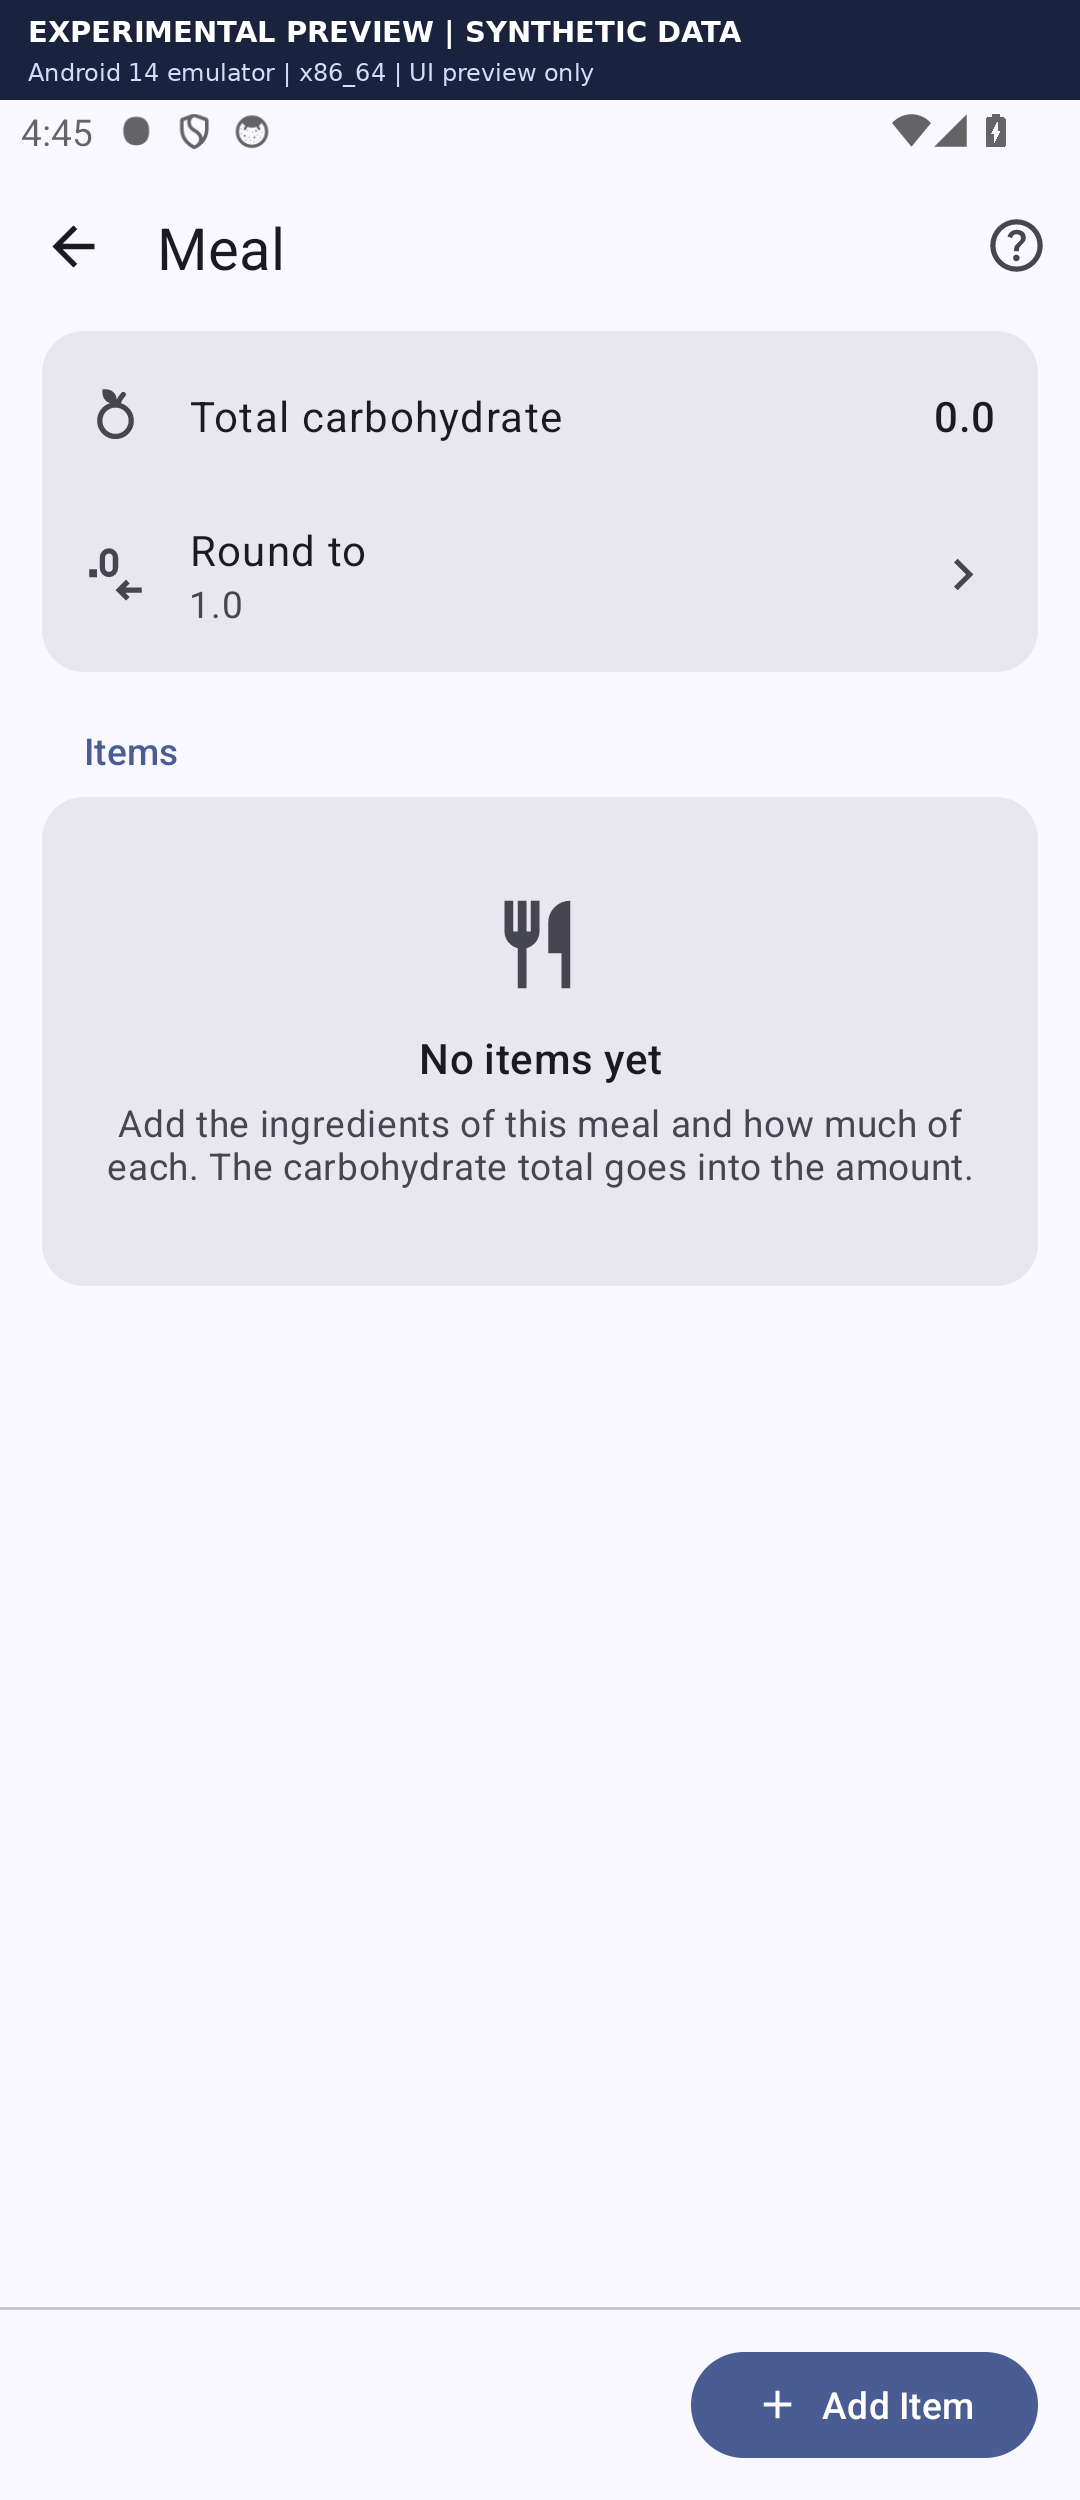 EXPERIMENTAL PREVIEW | SYNTHETIC DATA
Android 14 emulator | x86_64 | UI preview only
4:45
Meal
Total carbohydrate 0.0
Round to
1.0
Items
No items yet
Add the ingredients of this meal and how much of
each. The carbohydrate total goes into the amount.
Add Item